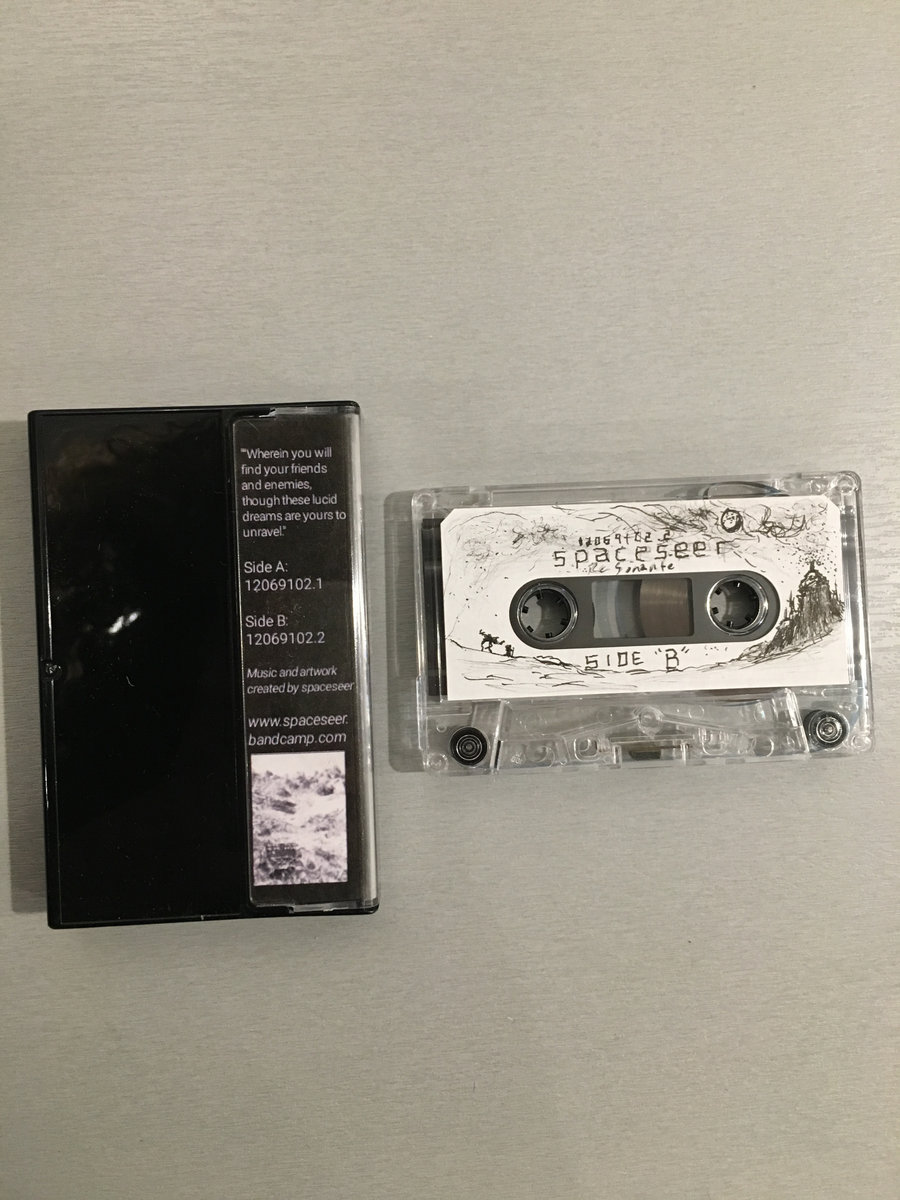 "'Wherein you will
find your friends
and enemies,
though these lucid
dreams are yours to
unravel."
Side A:
12069102.1
Side B:
12069102.2
Music and artwork
created by spaceseer
www.spaceseer.
bandcamp.com
12069102.2
spaceseer
SIDE "B"